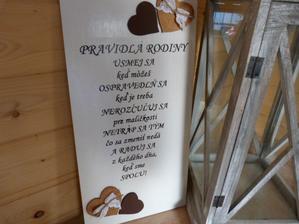 PRAVIDLÁ RODINY
USMEJ SA
keď môžeš
OSPRAVEDLŇ SA
keď je treba
NEROZČUĽUJ SA
pre maličkosti
NETRÁP SA TÝM
čo sa zmeniť nedá
A RADUJ SA
z každého dňa,
keď sme
SPOLU!